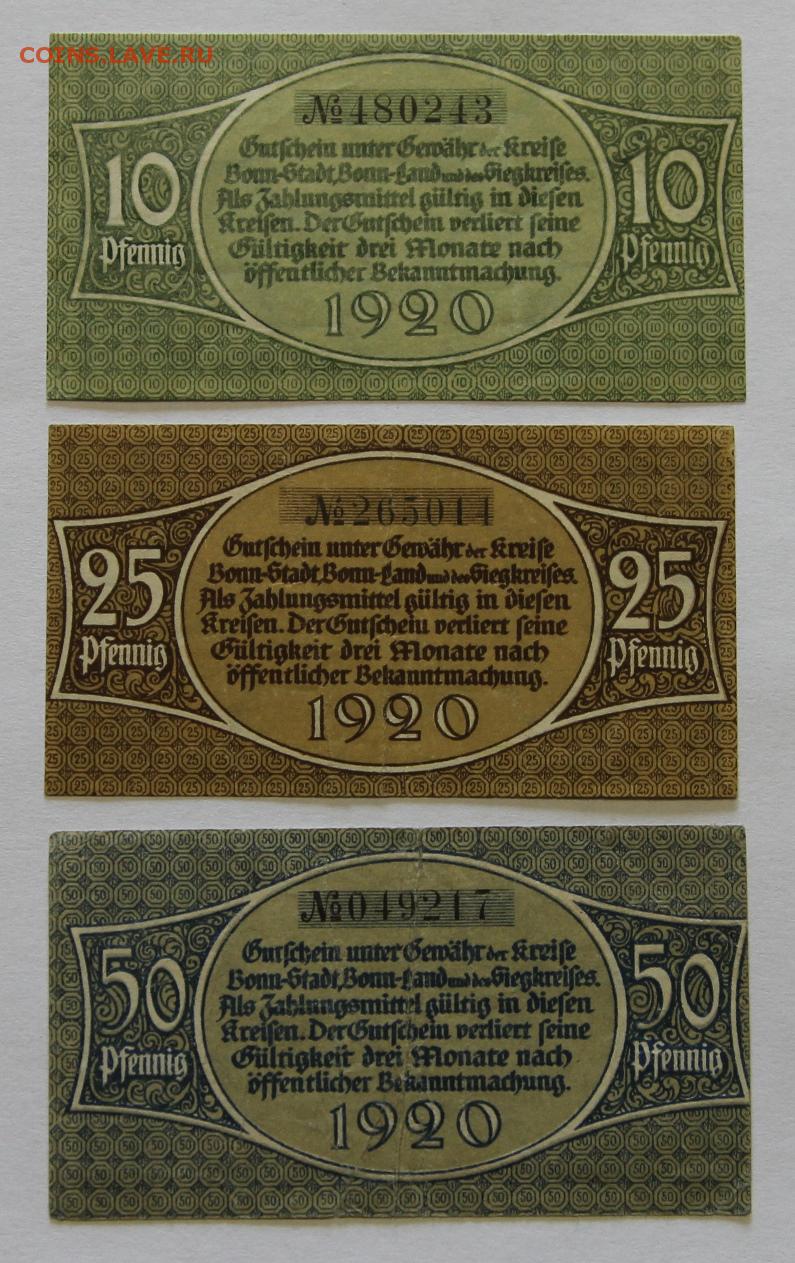 COINS.LAVE.RU
№480243
Gutschein unter Gewähr der Kreise
10 Bonn-Stadt, Bonn-Land und des Siegkreises. 10
Als Zahlungsmittel gültig in diesen
Kreisen. Der Gutschein verliert seine
Pfennig Gültigkeit drei Monate nach Pfennig
öffentlicher Bekanntmachung.
1920
№265014
Gutschein unter Gewähr der Kreise
25 Bonn-Stadt, Bonn-Land und des Siegkreises. 25
Als Zahlungsmittel gültig in diesen
Kreisen. Der Gutschein verliert seine
Pfennig Gültigkeit drei Monate nach Pfennig
öffentlicher Bekanntmachung.
1920
№049217
Gutschein unter Gewähr der Kreise
50 Bonn-Stadt, Bonn-Land und des Siegkreises. 50
Als Zahlungsmittel gültig in diesen
Kreisen. Der Gutschein verliert seine
Pfennig Gültigkeit drei Monate nach Pfennig
öffentlicher Bekanntmachung.
1920